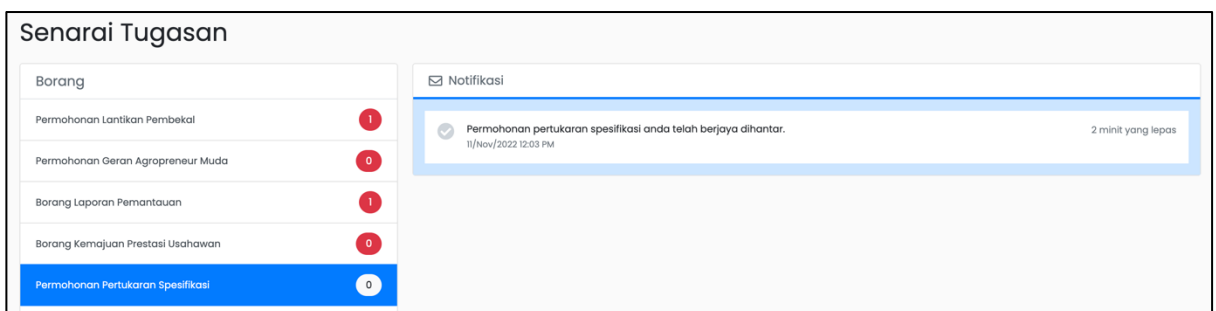 Senarai Tugasan
Borang
Permohonan Lantikan Pembekal 1
Permohonan Geran Agropreneur Muda 0
Borang Laporan Pemantauan 1
Borang Kemajuan Prestasi Usahawan 0
Permohonan Pertukaran Spesifikasi 0
Notifikasi
Permohonan pertukaran spesifikasi anda telah berjaya dihantar. 2 minit yang lepas
11/Nov/2022 12:03 PM